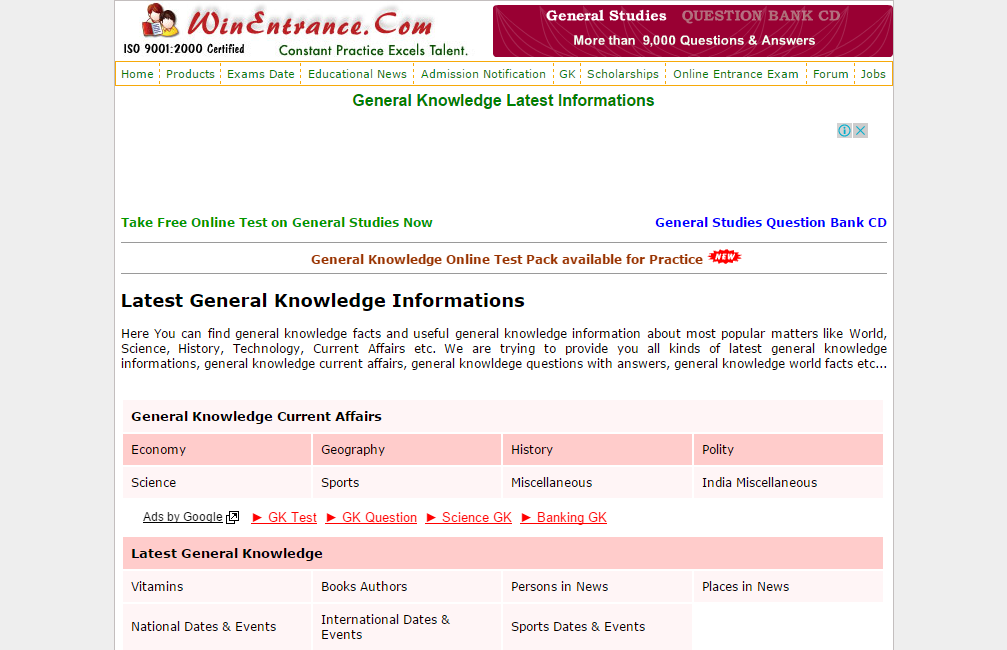 WinEntrance.Com
ISO 9001:2000 Certified
Constant Practice Excels Talent.
General Studies QUESTION BANK CD
More than 9,000 Questions & Answers
Home Products Exams Date Educational News Admission Notification GK Scholarships Online Entrance Exam Forum Jobs
General Knowledge Latest Informations
Take Free Online Test on General Studies Now General Studies Question Bank CD
General Knowledge Online Test Pack available for Practice NEW
Latest General Knowledge Informations
Here You can find general knowledge facts and useful general knowledge information about most popular matters like World,
Science, History, Technology, Current Affairs etc. We are trying to provide you all kinds of latest general knowledge
informations, general knowledge current affairs, general knowldege questions with answers, general knowledge world facts etc...
General Knowledge Current Affairs
Economy Geography History Polity
Science Sports Miscellaneous India Miscellaneous
Ads by Google ► GK Test ► GK Question ► Science GK ► Banking GK
Latest General Knowledge
Vitamins Books Authors Persons in News Places in News
National Dates & Events International Dates & Events Sports Dates & Events